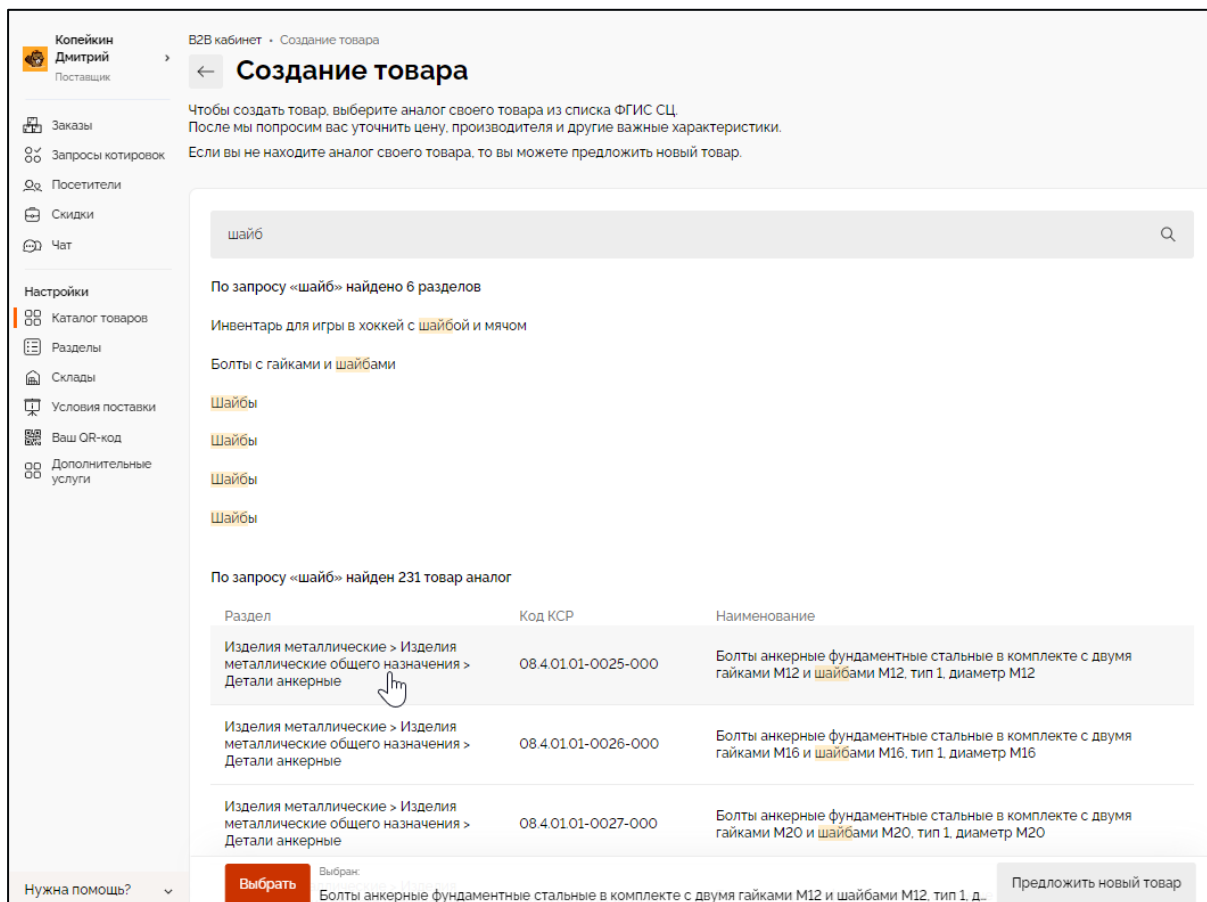 Копейкин
Дмитрий
Поставщик
Заказы
Запросы котировок
Посетители
Скидки
Чат
Настройки
Каталог товаров
Разделы
Склады
Условия поставки
Ваш QR-код
Дополнительные
услуги
Нужна помощь?
B2B кабинет • Создание товара
Создание товара
Чтобы создать товар, выберите аналог своего товара из списка ФГИС СЦ.
После мы попросим вас уточнить цену, производителя и другие важные характеристики.
Если вы не находите аналог своего товара, то вы можете предложить новый товар.
шайб
По запросу «шайб» найдено 6 разделов
Инвентарь для игры в хоккей с шайбой и мячом
Болты с гайками и шайбами
Шайбы
Шайбы
Шайбы
Шайбы
По запросу «шайб» найден 231 товар аналог
Раздел Код КСР Наименование
Изделия металлические > Изделия
металлические общего назначения >
Детали анкерные
08.4.01.01-0025-000
Болты анкерные фундаментные стальные в комплекте с двумя
гайками М12 и шайбами М12, тип 1, диаметр М12
Изделия металлические > Изделия
металлические общего назначения >
Детали анкерные
08.4.01.01-0026-000
Болты анкерные фундаментные стальные в комплекте с двумя
гайками М16 и шайбами М16, тип 1, диаметр М16
Изделия металлические > Изделия
металлические общего назначения >
Детали анкерные
08.4.01.01-0027-000
Болты анкерные фундаментные стальные в комплекте с двумя
гайками М20 и шайбами М20, тип 1, диаметр М20
Выбрать
Выбран:
Болты анкерные фундаментные стальные в комплекте с двумя гайками М12 и шайбами М12, тип 1, д...
Предложить новый товар